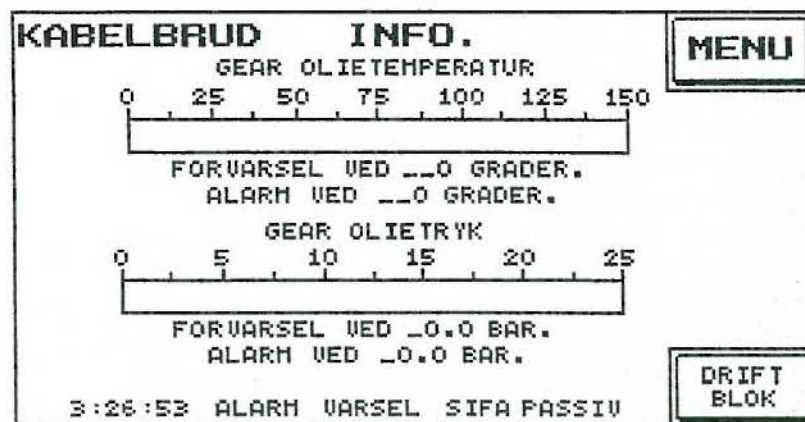 KABELBRUD INFO.
MENU
GEAR OLIETEMPERATUR
0 25 50 75 100 125 150
FORVARSEL VED __0 GRADER.
ALARM VED __0 GRADER.
GEAR OLIETRYK
0 5 10 15 20 25
FORVARSEL VED _0.0 BAR.
ALARM VED _0.0 BAR.
3:26:53 ALARM VARSEL SIFA PASSIV
DRIFT
BLOK